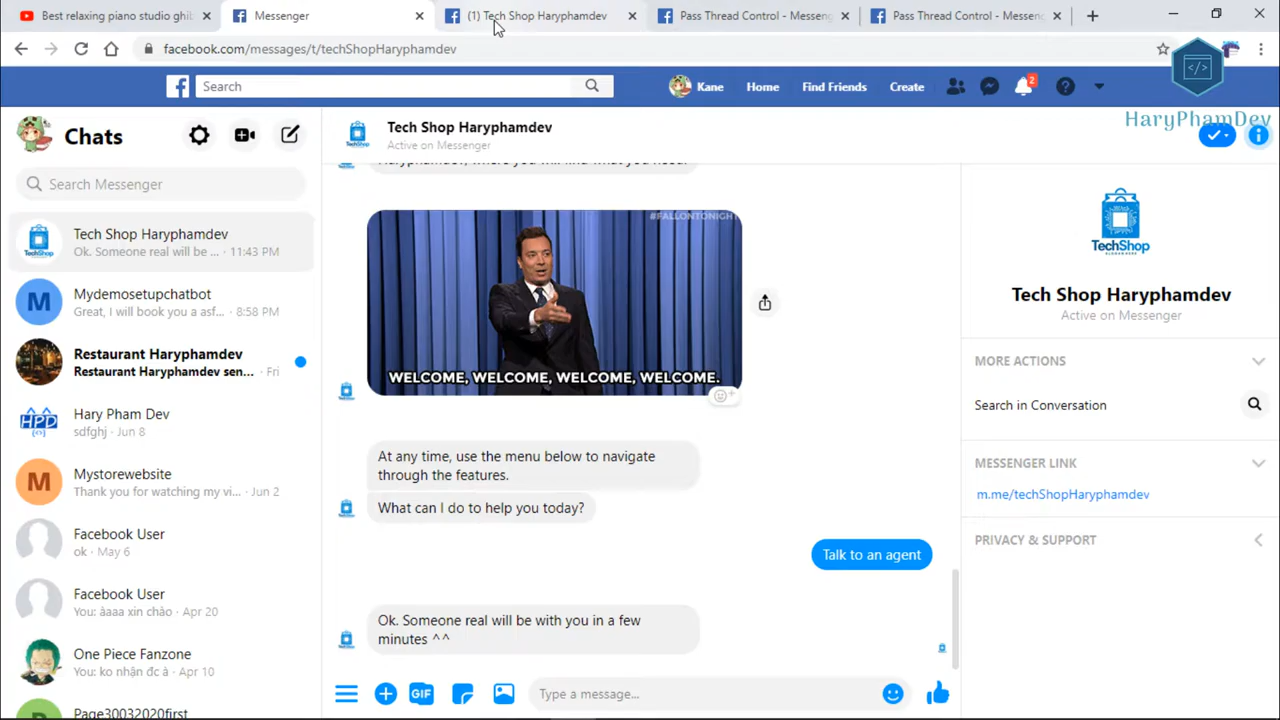 Best relaxing piano studio ghib
Messenger
(1) Tech Shop Haryphamdev
Pass Thread Control - Messeng
Pass Thread Control - Messeng
facebook.com/messages/t/techShopHaryphamdev
Search
Kane
Home
Find Friends
Create
2
</>
HaryPhamDev
Chats
Search Messenger
Tech Shop Haryphamdev
Ok. Someone real will be ... · 11:43 PM
M
Mydemosetupchatbot
Great, I will book you a asf... · 8:58 PM
Restaurant Haryphamdev
Restaurant Haryphamdev sen... · Fri
HPD
Hary Pham Dev
sdfghj · Jun 8
M
Mystorewebsite
Thank you for watching my vi... · Jun 2
Facebook User
ok · May 6
Facebook User
You: àaaa xin chào · Apr 20
One Piece Fanzone
You: ko nhận đc à · Apr 10
Page30032020first
Tech Shop Haryphamdev
Active on Messenger
Haryphamdev, where you will find what you need!
#FALLONTONIGHT
WELCOME, WELCOME, WELCOME, WELCOME.
At any time, use the menu below to navigate
through the features.
What can I do to help you today?
Talk to an agent
Ok. Someone real will be with you in a few
minutes ^^
GIF
Type a message...
TechShop
Tech Shop Haryphamdev
Active on Messenger
MORE ACTIONS
Search in Conversation
MESSENGER LINK
m.me/techShopHaryphamdev
PRIVACY & SUPPORT